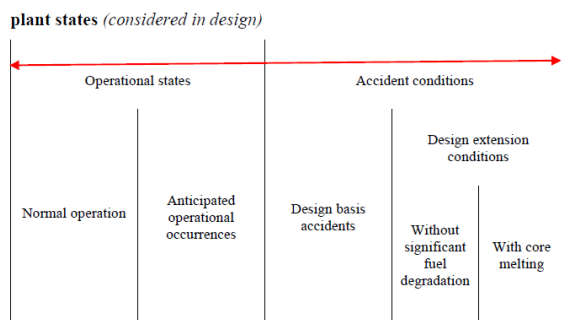 plant states (considered in design)
Operational states
Accident conditions
Design extension
conditions
Normal operation
Anticipated
operational
occurrences
Design basis
accidents
Without
significant
fuel
degradation
With core
melting